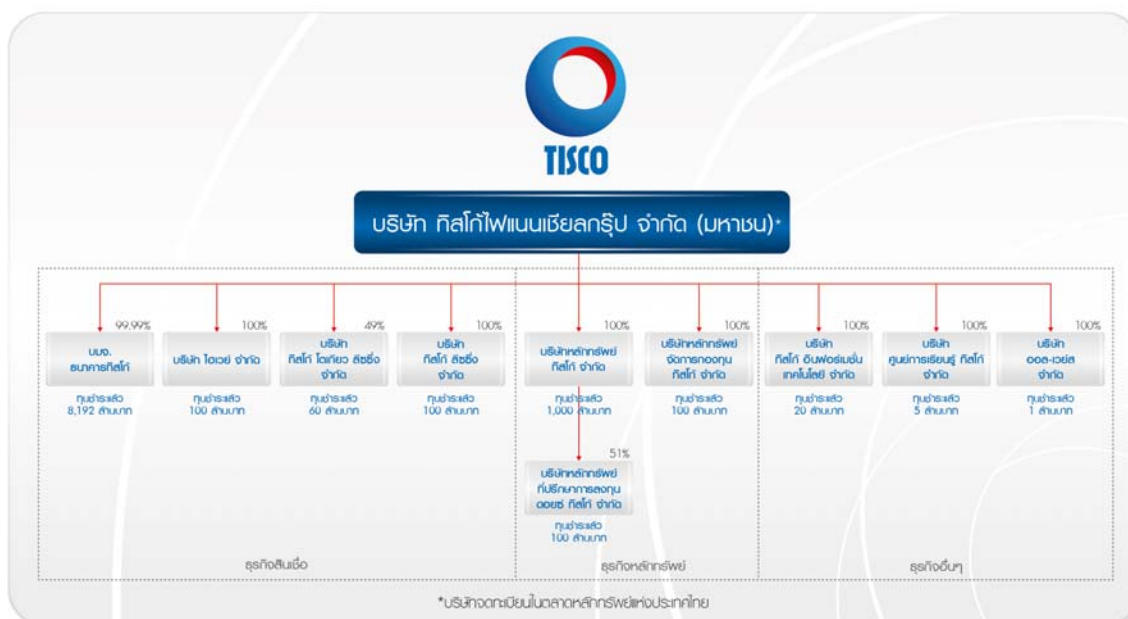 TISCO
บริษัท ทิสโก้ไฟแนนเชียลกรุ๊ป จำกัด (มหาชน)*
99.99%
บมจ.
ธนาคารทิสโก้
ทุนชำระแล้ว
8,192 ล้านบาท
100%
บริษัท ไฮเวย์ จำกัด
ทุนชำระแล้ว
100 ล้านบาท
49%
บริษัท
ทิสโก้ โตเกียว ลีซซิ่ง
จำกัด
ทุนชำระแล้ว
60 ล้านบาท
100%
บริษัท
ทิสโก้ ลีซซิ่ง
จำกัด
ทุนชำระแล้ว
100 ล้านบาท
100%
บริษัทหลักทรัพย์
ทิสโก้ จำกัด
ทุนชำระแล้ว
1,000 ล้านบาท
51%
บริษัทหลักทรัพย์
ที่ปรึกษาการลงทุน
ดอยซ์ ทิสโก้ จำกัด
ทุนชำระแล้ว
100 ล้านบาท
100%
บริษัทหลักทรัพย์
จัดการกองทุน
ทิสโก้ จำกัด
ทุนชำระแล้ว
100 ล้านบาท
100%
บริษัท
ทิสโก้ อินฟอร์เมชั่น
เทคโนโลยี จำกัด
ทุนชำระแล้ว
20 ล้านบาท
100%
บริษัท
ศูนย์การเรียนรู้ ทิสโก้
จำกัด
ทุนชำระแล้ว
5 ล้านบาท
100%
บริษัท
ออล-เวย์ส
จำกัด
ทุนชำระแล้ว
1 ล้านบาท
ธุรกิจสินเชื่อ
ธุรกิจหลักทรัพย์
ธุรกิจอื่นๆ
*บริษัทจดทะเบียนในตลาดหลักทรัพย์แห่งประเทศไทย